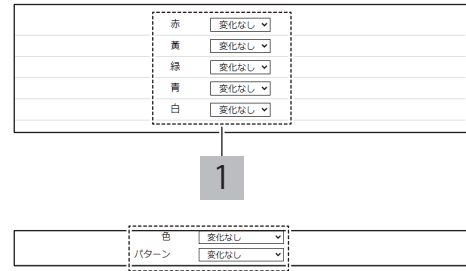 赤 変化なし
黄 変化なし
緑 変化なし
青 変化なし
白 変化なし
1
色 変化なし
パターン 変化なし